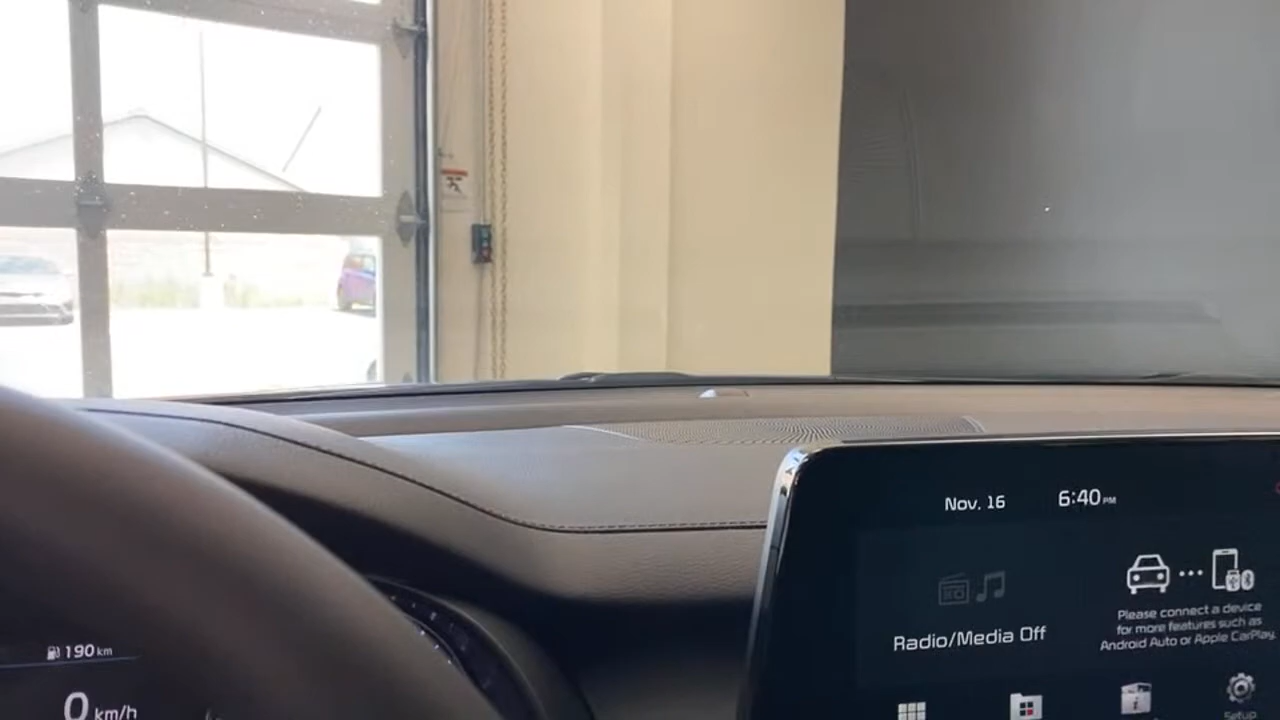 Nov. 16 6:40 PM
Radio/Media Off
Please connect a device
for more features such as
Android Auto or Apple CarPlay.
Setup
190 km
0 km/h